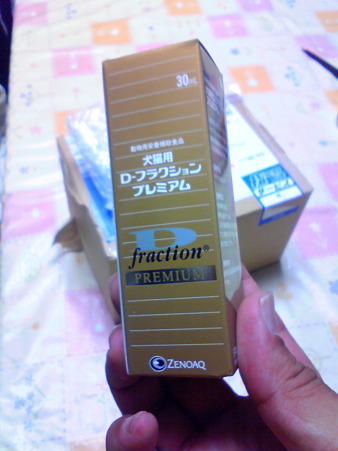 30mL
動物用栄養補助食品
犬猫用
D-フラクション
プレミアム
D
fraction®
PREMIUM
ZENOAQ